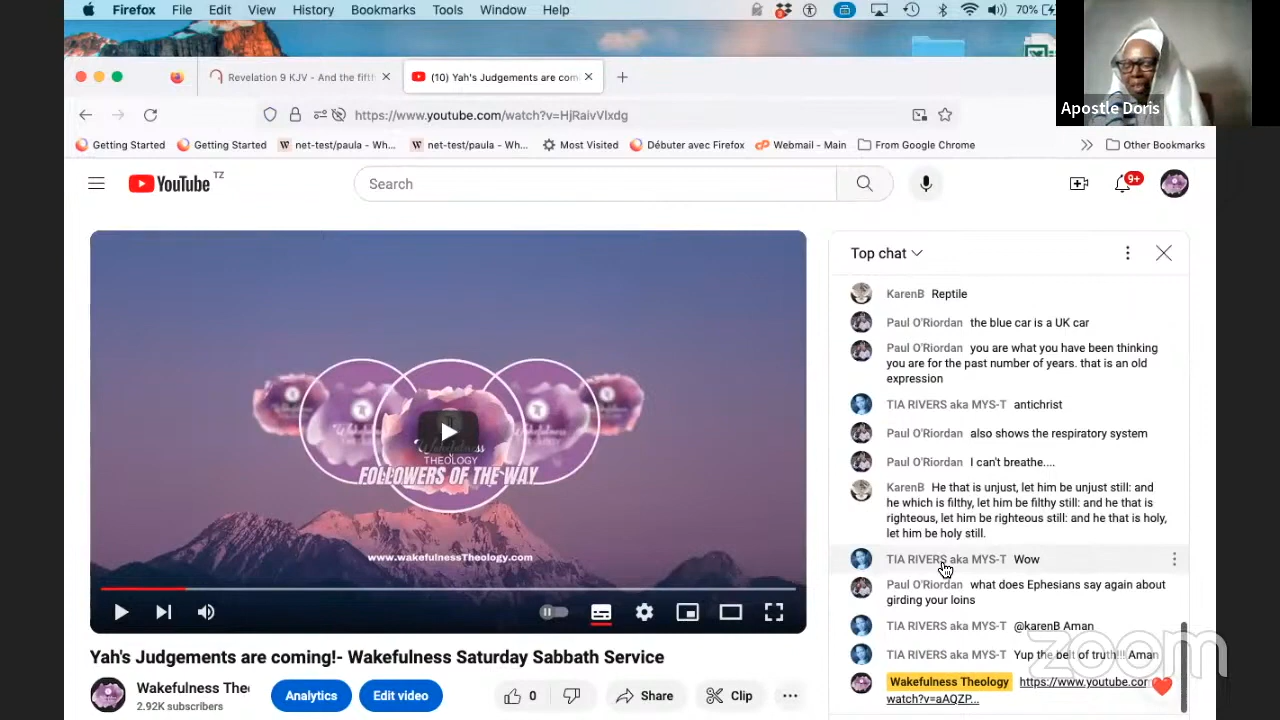 Firefox File Edit View History Bookmarks Tools Window Help 70%
Apostle Doris
Revelation 9 KJV - And the fifth
(10) Yah's Judgements are com
https://www.youtube.com/watch?v=HjRaivVlxdg
Getting Started Getting Started net-test/paula - Wh... net-test/paula - Wh... Most Visited Débuter avec Firefox Webmail - Main From Google Chrome Other Bookmarks
YouTube TZ
Search
9+
Top chat
KarenB Reptile
Paul O'Riordan the blue car is a UK car
Paul O'Riordan you are what you have been thinking
you are for the past number of years. that is an old
expression
TIA RIVERS aka MYS-T antichrist
Paul O'Riordan also shows the respiratory system
Paul O'Riordan I can't breathe....
KarenB He that is unjust, let him be unjust still: and
he which is filthy, let him be filthy still: and he that is
righteous, let him be righteous still: and he that is holy,
let him be holy still.
TIA RIVERS aka MYS-T Wow
Paul O'Riordan what does Ephesians say again about
girding your loins
TIA RIVERS aka MYS-T @karenB Aman
TIA RIVERS aka MYS-T Yup the belt of truth!!! Aman
Wakefulness Theology https://www.youtube.com
watch?v=aAQZP...
Wakefulness
THEOLOGY
FOLLOWERS OF THE WAY
www.wakefulnessTheology.com
Yah's Judgements are coming!- Wakefulness Saturday Sabbath Service
Wakefulness The
2.92K subscribers
Analytics Edit video 0 Share Clip
zoom